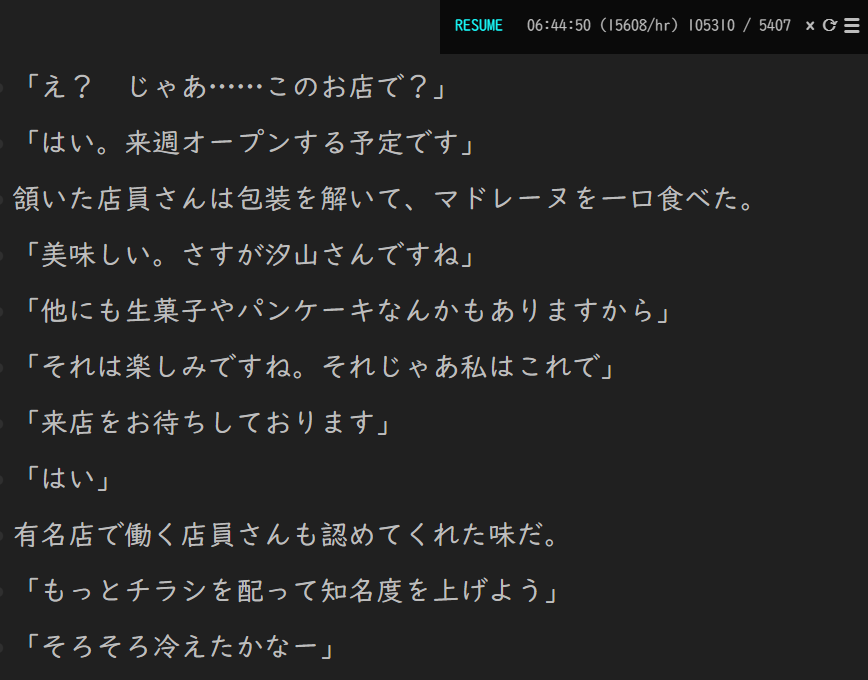 RESUME 06:44:50 (15608/hr) 105310 / 5407
「え？　じゃあ……このお店で？」
「はい。来週オープンする予定です」
頷いた店員さんは包装を解いて、マドレーヌを一口食べた。
「美味しい。さすが汐山さんですね」
「他にも生菓子やパンケーキなんかもありますから」
「それは楽しみですね。それじゃあ私はこれで」
「来店をお待ちしております」
「はい」
有名店で働く店員さんも認めてくれた味だ。
「もっとチラシを配って知名度を上げよう」
「そろそろ冷えたかなー」